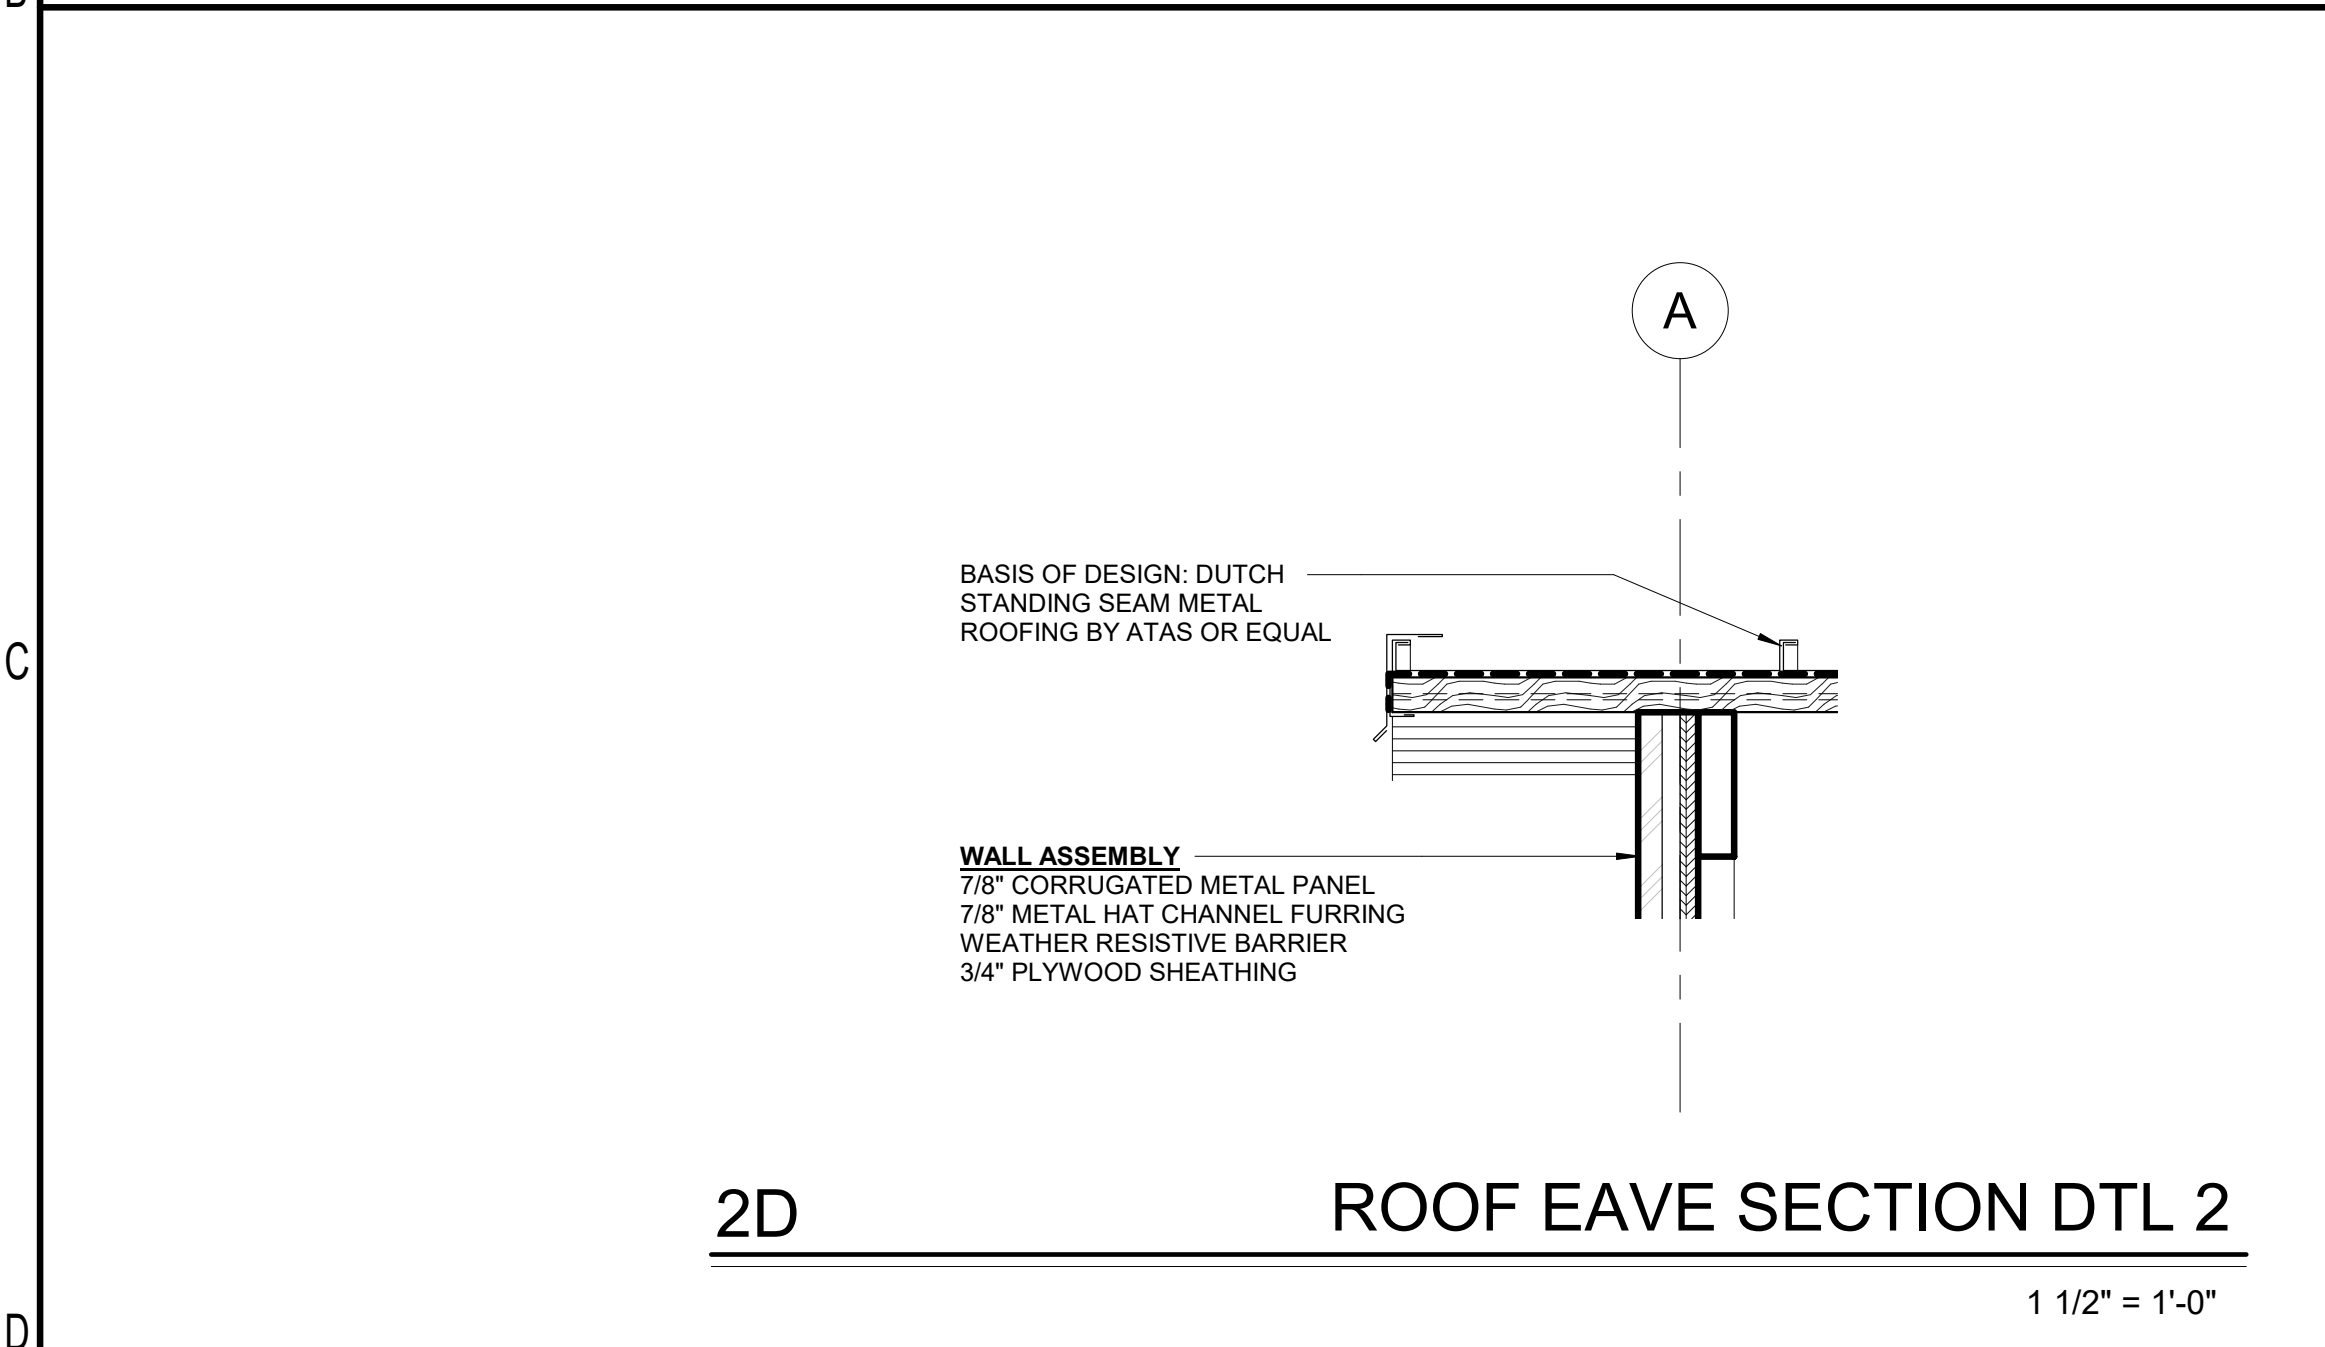 A
BASIS OF DESIGN: DUTCH
STANDING SEAM METAL
ROOFING BY ATAS OR EQUAL
C
WALL ASSEMBLY
7/8" CORRUGATED METAL PANEL
7/8" METAL HAT CHANNEL FURRING
WEATHER RESISTIVE BARRIER
3/4" PLYWOOD SHEATHING
2D
ROOF EAVE SECTION DTL 2
1 1/2" = 1'-0"
D